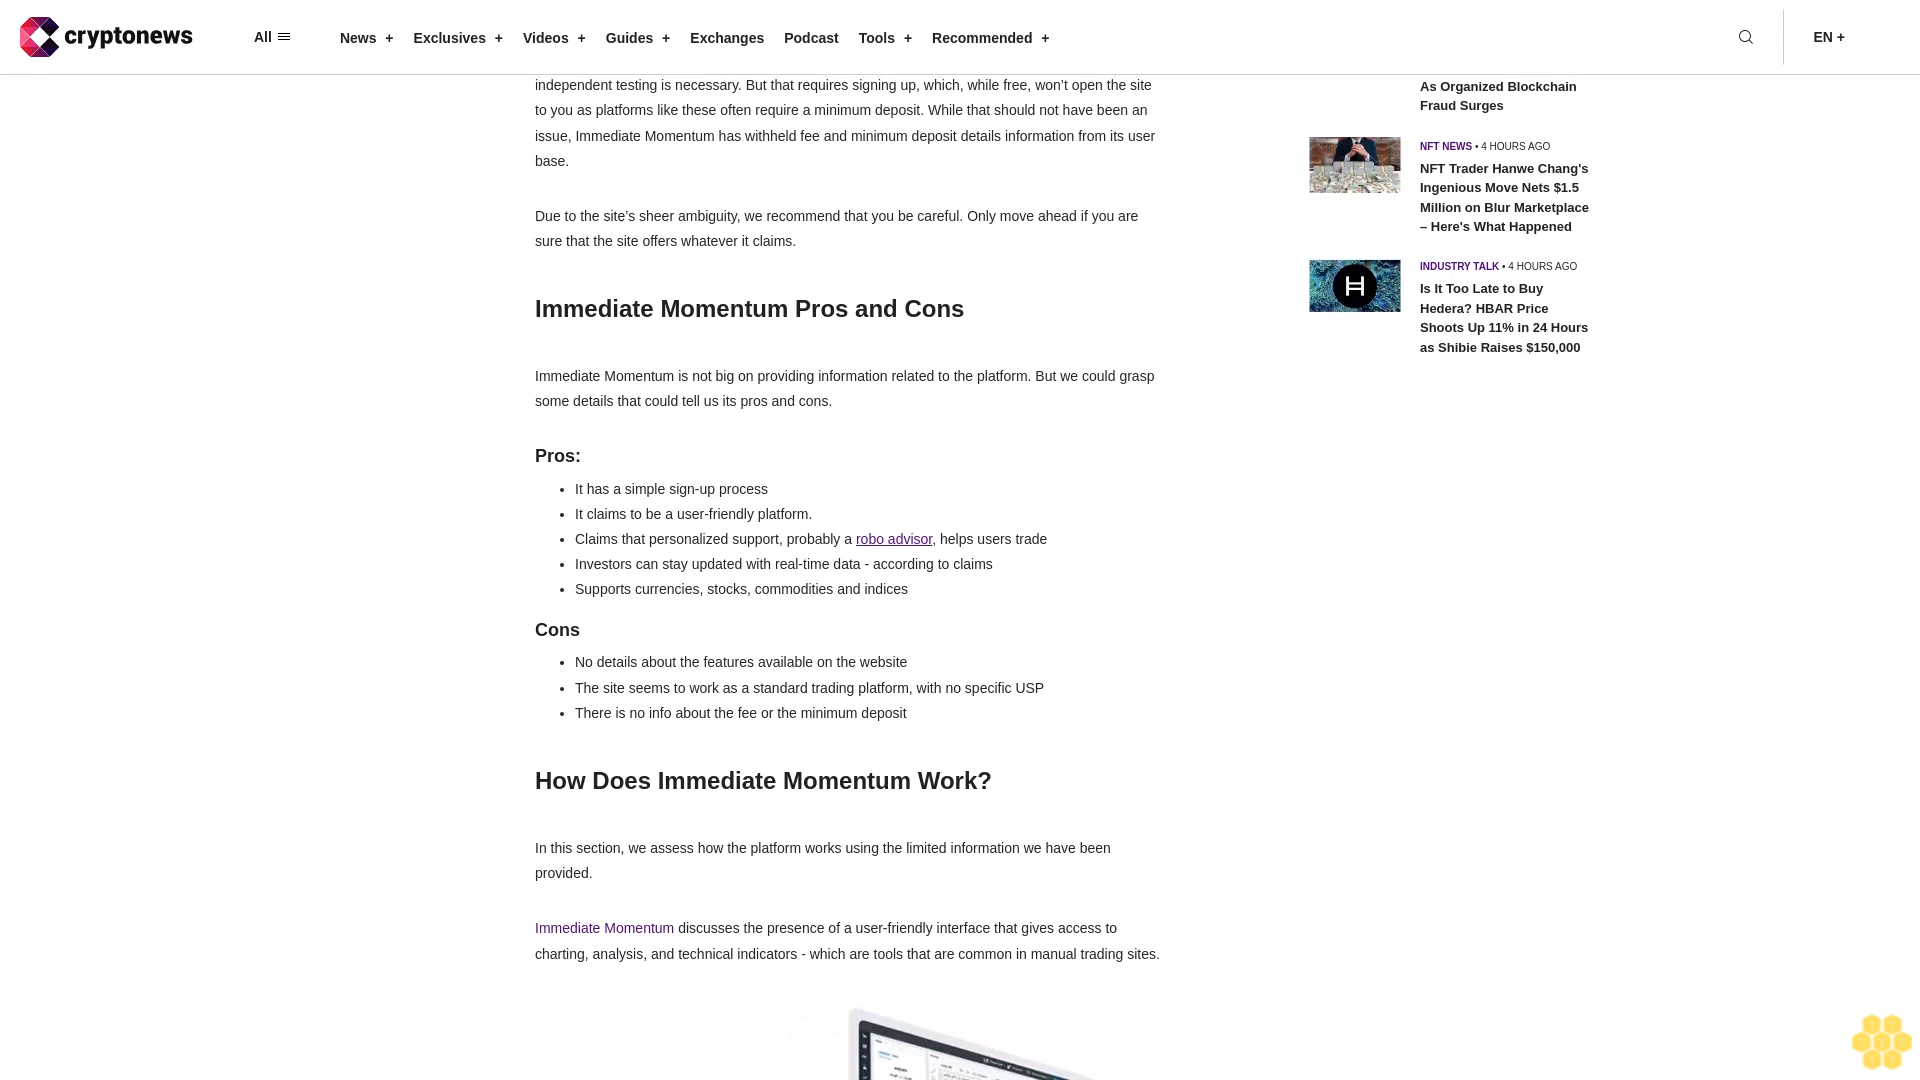 cryptonews
All
News +
Exclusives +
Videos +
Guides +
Exchanges
Podcast
Tools +
Recommended +
EN +
independent testing is necessary. But that requires signing up, which, while free, won’t open the site
to you as platforms like these often require a minimum deposit. While that should not have been an
issue, Immediate Momentum has withheld fee and minimum deposit details information from its user
base.
Due to the site’s sheer ambiguity, we recommend that you be careful. Only move ahead if you are
sure that the site offers whatever it claims.
Immediate Momentum Pros and Cons
Immediate Momentum is not big on providing information related to the platform. But we could grasp
some details that could tell us its pros and cons.
Pros:
It has a simple sign-up process
It claims to be a user-friendly platform.
Claims that personalized support, probably a robo advisor, helps users trade
Investors can stay updated with real-time data - according to claims
Supports currencies, stocks, commodities and indices
Cons
No details about the features available on the website
The site seems to work as a standard trading platform, with no specific USP
There is no info about the fee or the minimum deposit
How Does Immediate Momentum Work?
In this section, we assess how the platform works using the limited information we have been
provided.
Immediate Momentum discusses the presence of a user-friendly interface that gives access to
charting, analysis, and technical indicators - which are tools that are common in manual trading sites.
As Organized Blockchain
Fraud Surges
NFT NEWS • 4 HOURS AGO
NFT Trader Hanwe Chang's
Ingenious Move Nets $1.5
Million on Blur Marketplace
– Here's What Happened
INDUSTRY TALK • 4 HOURS AGO
Is It Too Late to Buy
Hedera? HBAR Price
Shoots Up 11% in 24 Hours
as Shibie Raises $150,000